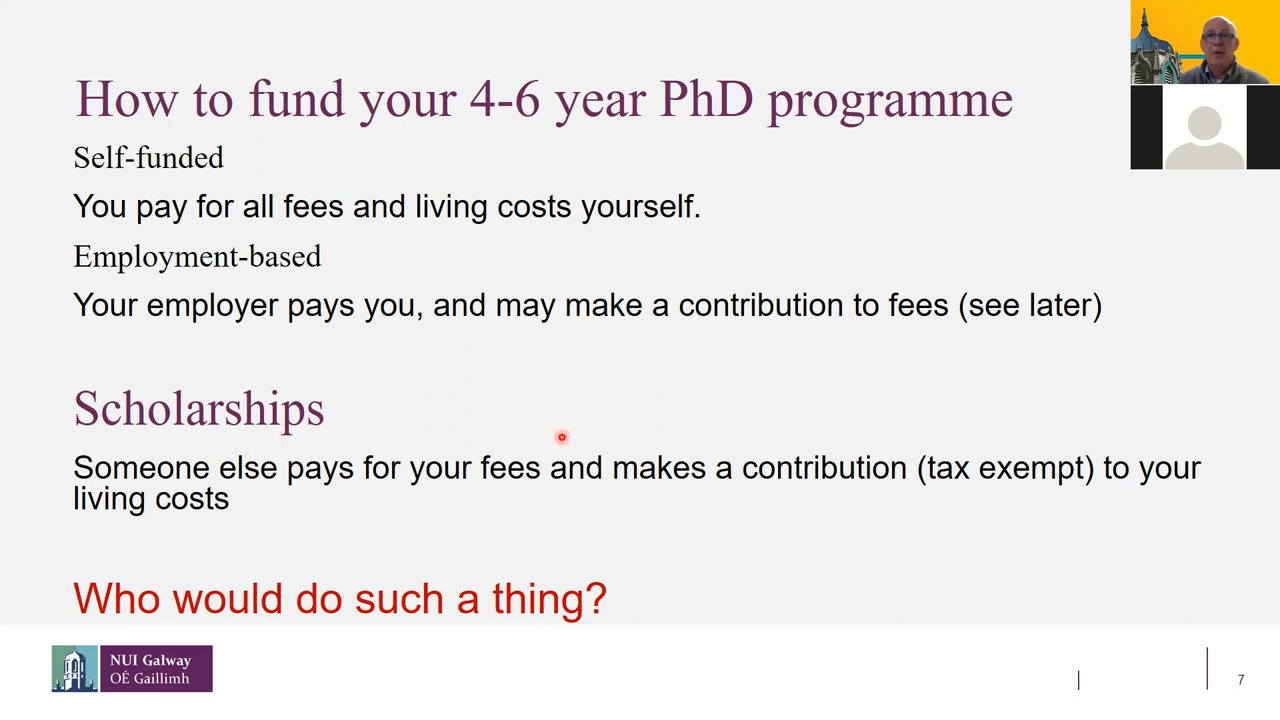 How to fund your 4-6 year PhD programme
Self-funded
You pay for all fees and living costs yourself.
Employment-based
Your employer pays you, and may make a contribution to fees (see later)
Scholarships
Someone else pays for your fees and makes a contribution (tax exempt) to your
living costs
Who would do such a thing?
NUI Galway
OÉ Gaillimh
7